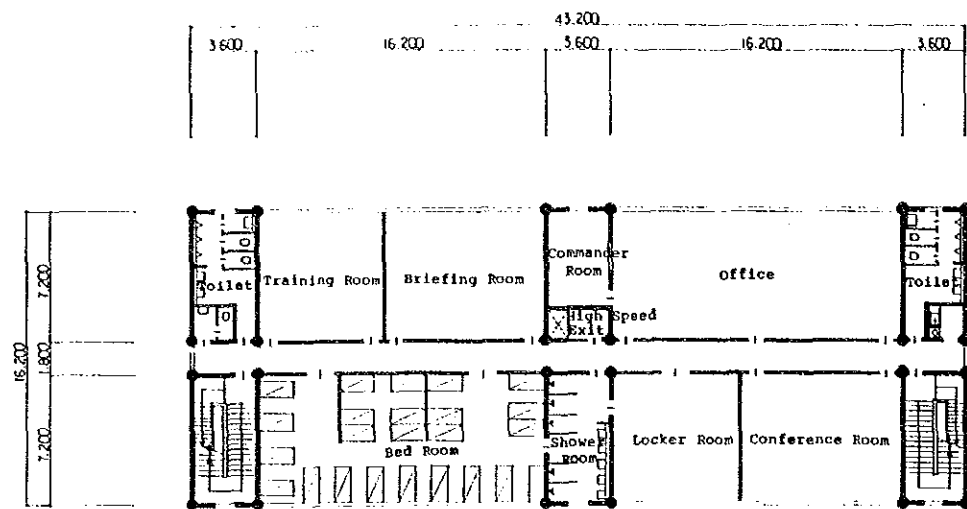 43.200
3.600
16.200
3.600
16.200
3.600
7.200
1.800
7.200
16.200
Toilet
Training Room
Briefing Room
Commander
Room
Office
Toilet
High Speed
Exit
Bed Room
Shower
Room
Locker Room
Conference Room